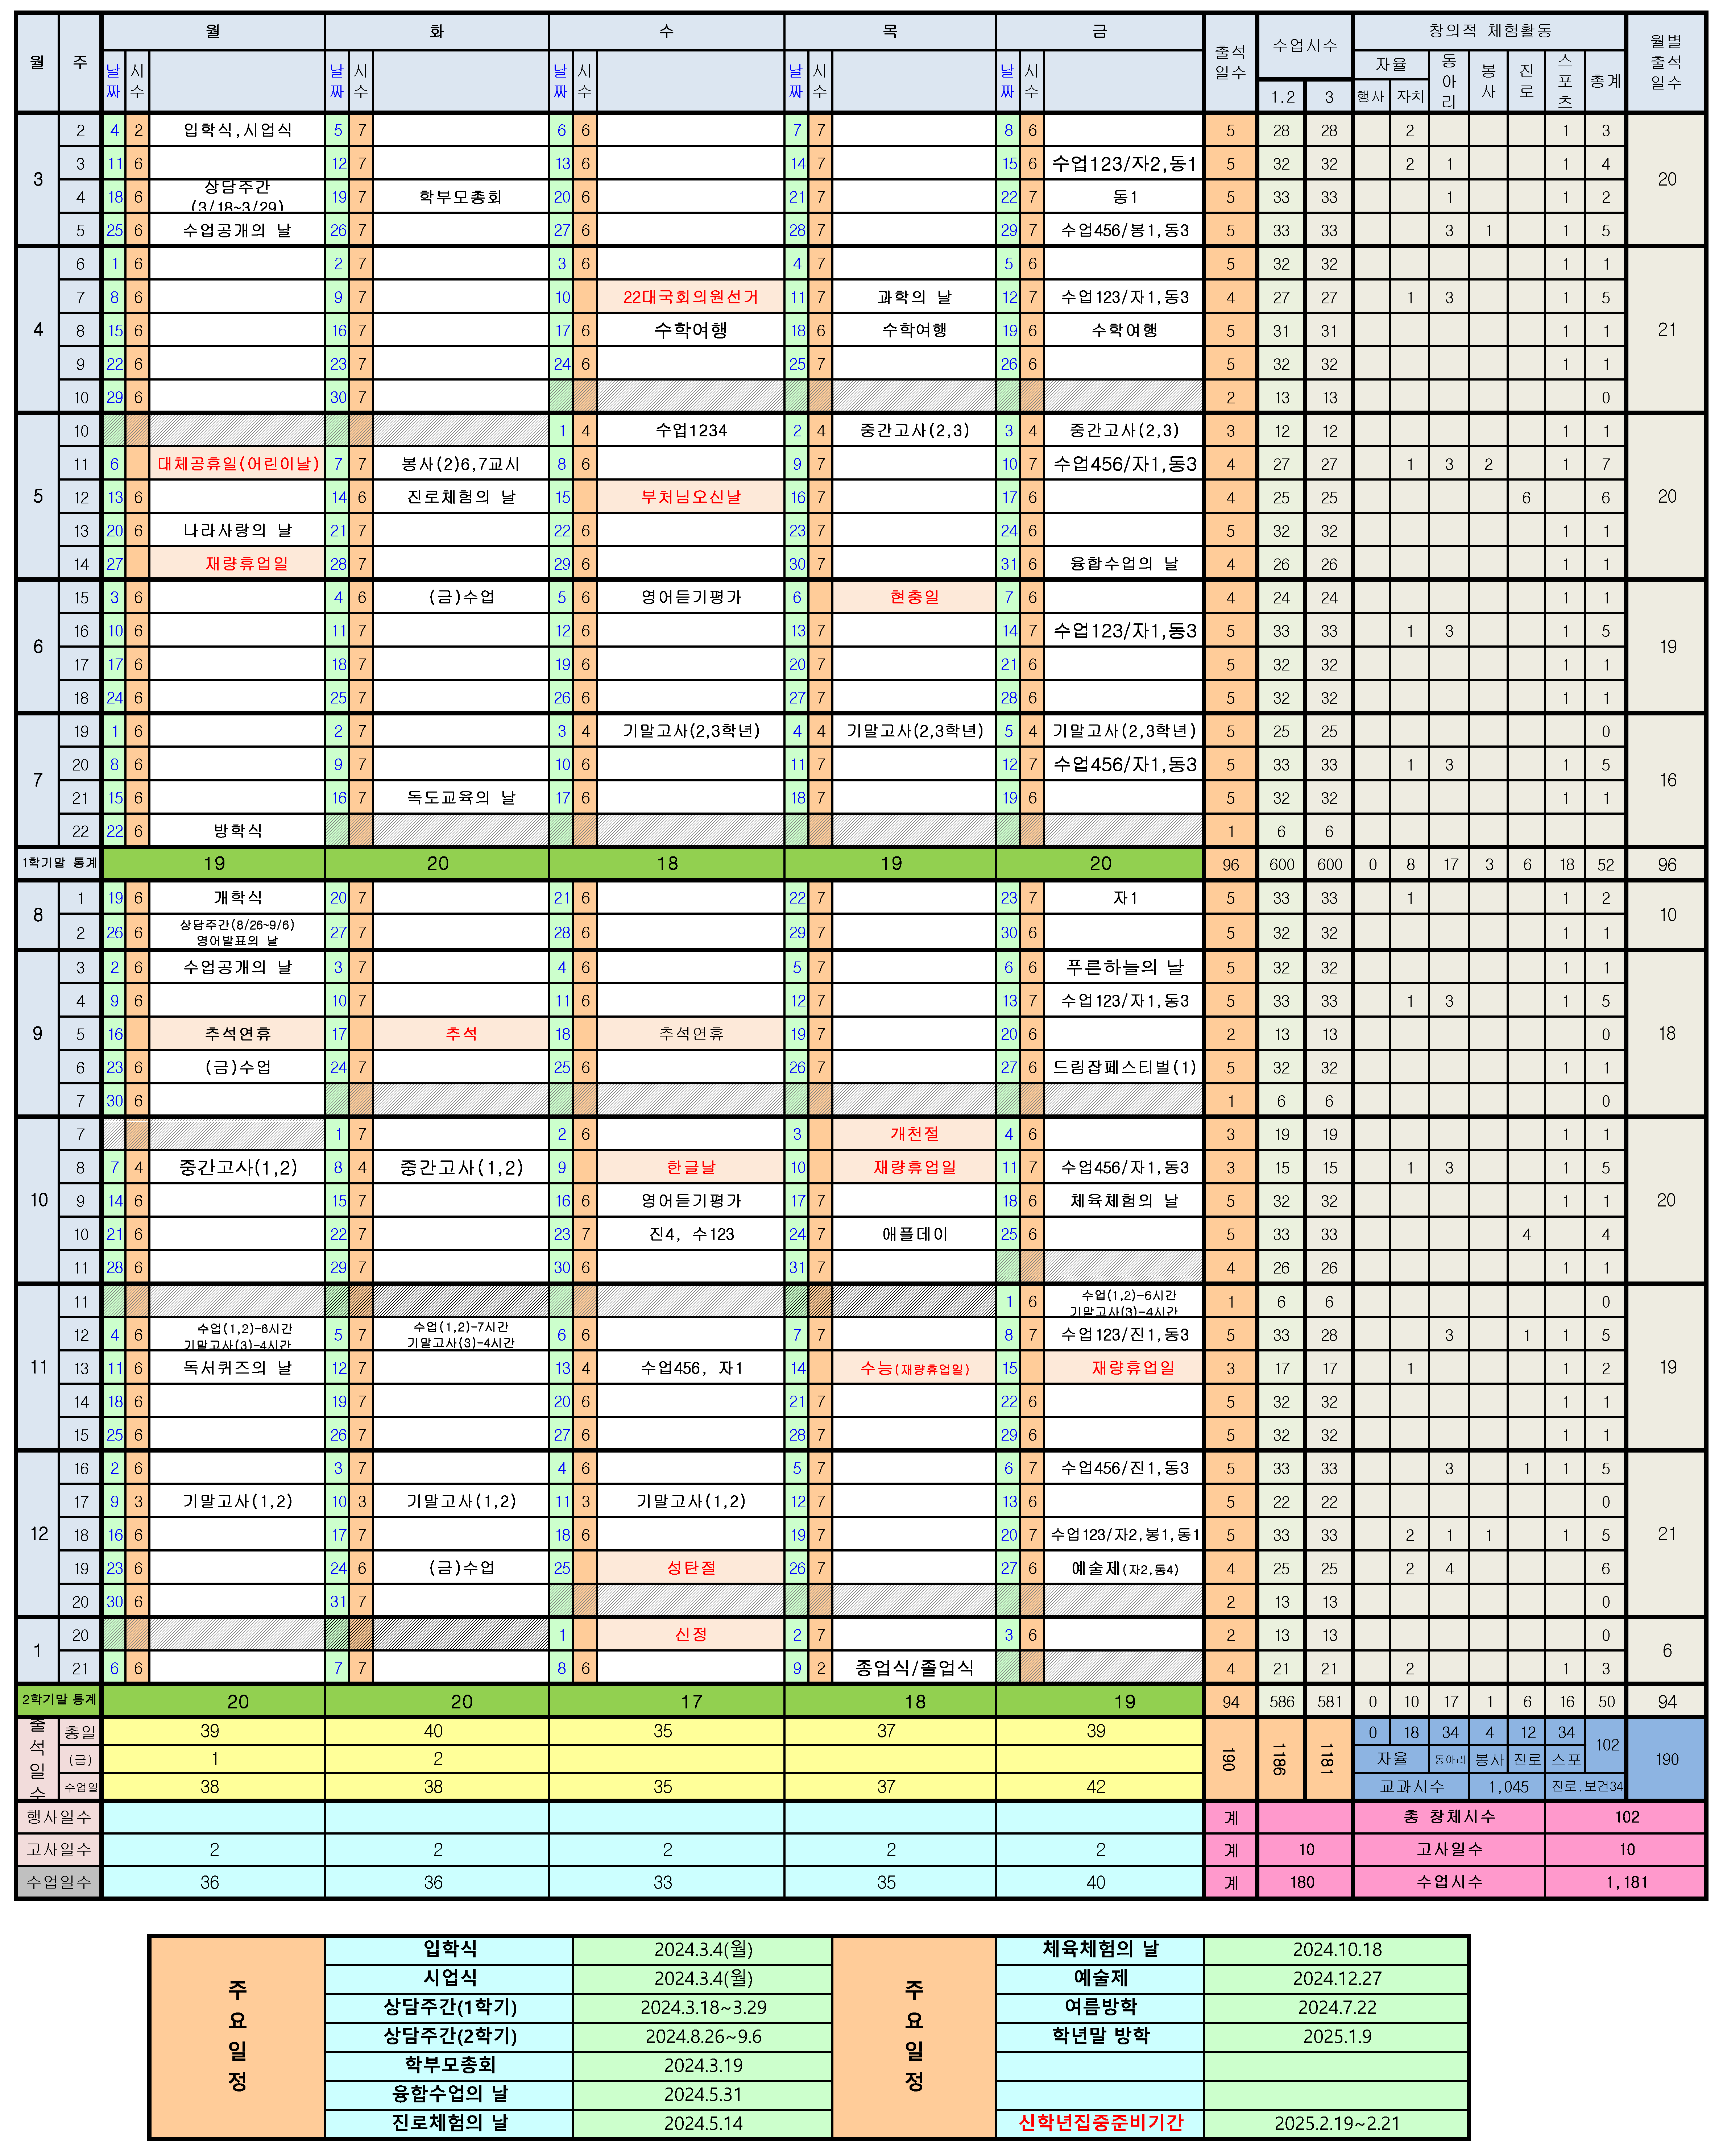 월 주 월 화 수 목 금 출석일수 수업시수 창의적 체험활동 월별출석일수
날짜 시수 날짜 시수 날짜 시수 날짜 시수 날짜 시수 자율 동아리 봉사 진로 스포츠 총계
1.2 3 행사 자치
3 2 4 2 입학식,시업식 5 7 6 6 7 7 8 6 5 28 28 2 1 3 20
3 11 6 12 7 13 6 14 7 15 6 수업123/자2,동1 5 32 32 2 1 1 4
4 18 6 상담주간 (3/18~3/29) 19 7 학부모총회 20 6 21 7 22 7 동1 5 33 33 1 1 2
5 25 6 수업공개의 날 26 7 27 6 28 7 29 7 수업456/봉1,동3 5 33 33 3 1 1 5
4 6 1 6 2 7 3 6 4 7 5 6 5 32 32 1 1 21
7 8 6 9 7 10 22대국회의원선거 11 7 과학의 날 12 7 수업123/자1,동3 4 27 27 1 3 1 5
8 15 6 16 7 17 6 수학여행 18 6 수학여행 19 6 수학여행 5 31 31 1 1
9 22 6 23 7 24 6 25 7 26 6 5 32 32 1 1
10 29 6 30 7 2 13 13 0
5 10 1 4 수업1234 2 4 중간고사(2,3) 3 4 중간고사(2,3) 3 12 12 1 1 20
11 6 대체공휴일(어린이날) 7 7 봉사(2)6,7교시 8 6 9 7 10 7 수업456/자1,동3 4 27 27 1 3 2 1 7
12 13 6 14 6 진로체험의 날 15 부처님오신날 16 7 17 6 4 25 25 6 6
13 20 6 나라사랑의 날 21 7 22 6 23 7 24 6 5 32 32 1 1
14 27 재량휴업일 28 7 29 6 30 7 31 6 융합수업의 날 4 26 26 1 1
6 15 3 6 4 6 (금)수업 5 6 영어듣기평가 6 현충일 7 6 4 24 24 1 1 19
16 10 6 11 7 12 6 13 7 14 7 수업123/자1,동3 5 33 33 1 3 1 5
17 17 6 18 7 19 6 20 7 21 6 5 32 32 1 1
18 24 6 25 7 26 6 27 7 28 6 5 32 32 1 1
7 19 1 6 2 7 3 4 기말고사(2,3학년) 4 4 기말고사(2,3학년) 5 4 기말고사(2,3학년) 5 25 25 0 16
20 8 6 9 7 10 6 11 7 12 7 수업456/자1,동3 5 33 33 1 3 1 5
21 15 6 16 7 독도교육의 날 17 6 18 7 19 6 5 32 32 1 1
22 22 6 방학식 1 6 6
1학기말 통계 19 20 18 19 20 96 600 600 0 8 17 3 6 18 52 96
8 1 19 6 개학식 20 7 21 6 22 7 23 7 자1 5 33 33 1 1 2 10
2 26 6 상담주간(8/26~9/6) 영어발표의 날 27 7 28 6 29 7 30 6 5 32 32 1 1
9 3 2 6 수업공개의 날 3 7 4 6 5 7 6 6 푸른하늘의 날 5 32 32 1 1 18
4 9 6 10 7 11 6 12 7 13 7 수업123/자1,동3 5 33 33 1 3 1 5
5 16 추석연휴 17 추석 18 추석연휴 19 7 20 6 2 13 13 0
6 23 6 (금)수업 24 7 25 6 26 7 27 6 드림잡페스티벌(1) 5 32 32 1 1
7 30 6 1 6 6 0
10 7 1 7 2 6 3 개천절 4 6 3 19 19 1 1 20
8 7 4 중간고사(1,2) 8 4 중간고사(1,2) 9 한글날 10 재량휴업일 11 7 수업456/자1,동3 3 15 15 1 3 1 5
9 14 6 15 7 16 6 영어듣기평가 17 7 18 6 체육체험의 날 5 32 32 1 1
10 21 6 22 7 23 7 진4, 수123 24 7 애플데이 25 6 5 33 33 4 4
11 28 6 29 7 30 6 31 7 4 26 26 1 1
11 11 1 6 수업(1,2)-6시간 기말고사(3)-4시간 1 6 6 0 19
12 4 6 수업(1,2)-6시간 기말고사(3)-4시간 5 7 수업(1,2)-7시간 기말고사(3)-4시간 6 6 7 7 8 7 수업123/진1,동3 5 33 28 3 1 1 5
13 11 6 독서퀴즈의 날 12 7 13 4 수업456, 자1 14 수능(재량휴업일) 15 재량휴업일 3 17 17 1 1 2
14 18 6 19 7 20 6 21 7 22 6 5 32 32 1 1
15 25 6 26 7 27 6 28 7 29 6 5 32 32 1 1
12 16 2 6 3 7 4 6 5 7 6 7 수업456/진1,동3 5 33 33 3 1 1 5 21
17 9 3 기말고사(1,2) 10 3 기말고사(1,2) 11 3 기말고사(1,2) 12 7 13 6 5 22 22 0
18 16 6 17 7 18 6 19 7 20 7 수업123/자2,봉1,동1 5 33 33 2 1 1 1 5
19 23 6 24 6 (금)수업 25 성탄절 26 7 27 6 예술제(자2,동4) 4 25 25 2 4 6
20 30 6 31 7 2 13 13 0
1 20 1 신정 2 7 3 6 2 13 13 0 6
21 6 6 7 7 8 6 9 2 종업식/졸업식 4 21 21 2 1 3
2학기말 통계 20 20 17 18 19 94 586 581 0 10 17 1 6 16 50 94
출석일수 총일 39 40 35 37 39 190 1186 1181 0 18 34 4 12 34 102 190
(금) 1 2 자율 동아리 봉사 진로 스포
수업일 38 38 35 37 42 교과시수 1,045 진로.보건34
행사일수 계 총 창체시수 102
고사일수 2 2 2 2 2 계 10 고사일수 10
수업일수 36 36 33 35 40 계 180 수업시수 1,181
주요일정 입학식 2024.3.4(월) 주요일정 체육체험의 날 2024.10.18
시업식 2024.3.4(월) 예술제 2024.12.27
상담주간(1학기) 2024.3.18~3.29 여름방학 2024.7.22
상담주간(2학기) 2024.8.26~9.6 학년말 방학 2025.1.9
학부모총회 2024.3.19
융합수업의 날 2024.5.31
진로체험의 날 2024.5.14 신학년집중준비기간 2025.2.19~2.21